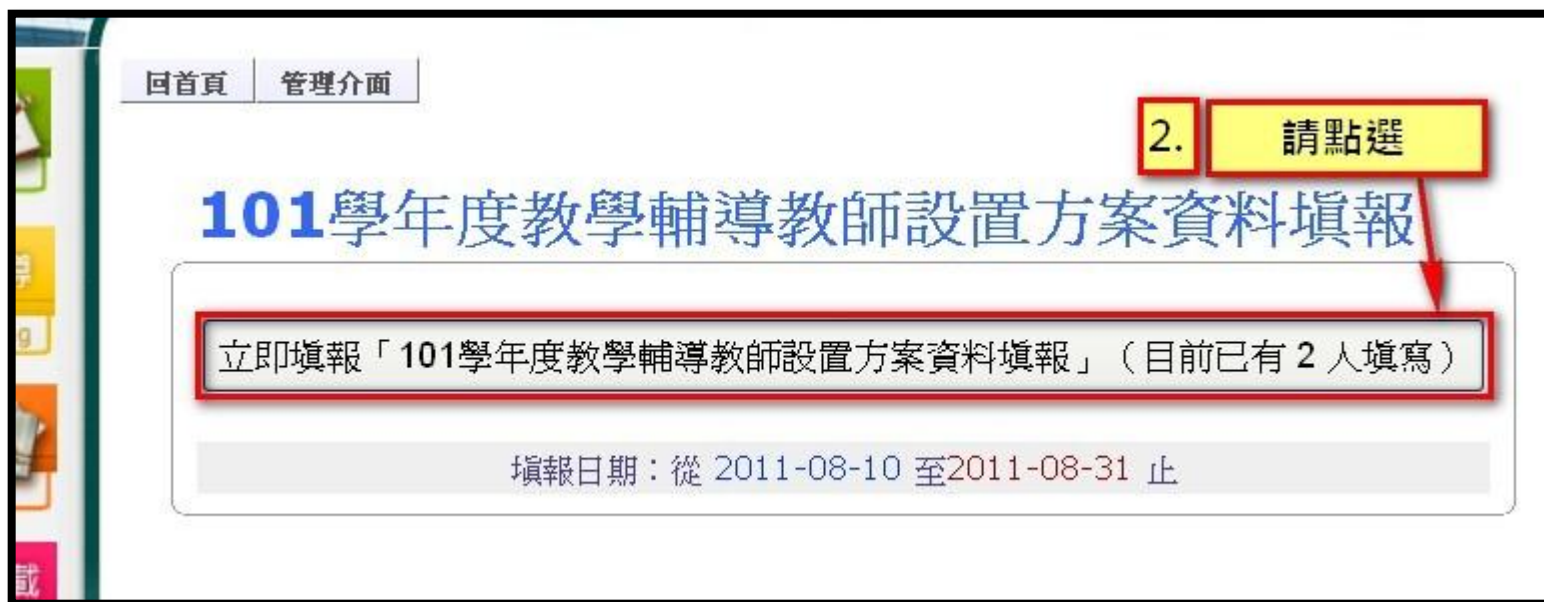 回首頁 管理介面
2. 請點選
101學年度教學輔導教師設置方案資料填報
立即填報「101學年度教學輔導教師設置方案資料填報」（目前已有 2 人填寫）
填報日期：從 2011-08-10 至2011-08-31 止
導
g
載